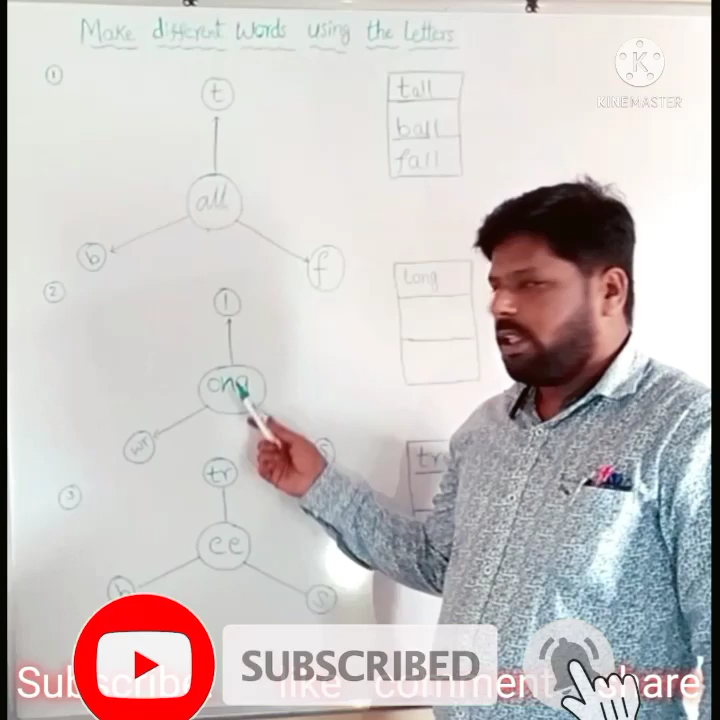 Make different words using the Letters
1
t
all
b
f
tall
ball
fall
KINEMASTER
2
l
ong
wr
s
long
3
tr
ee
b
s
SUBSCRIBED
Subscribe like comment share